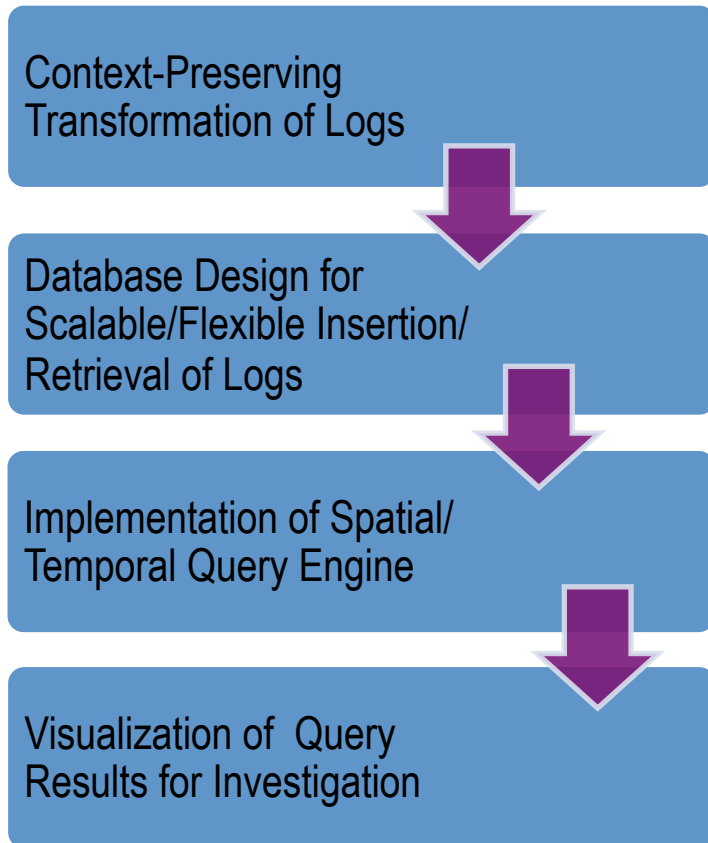 Context-Preserving
Transformation of Logs
Database Design for
Scalable/Flexible Insertion/
Retrieval of Logs
Implementation of Spatial/
Temporal Query Engine
Visualization of Query
Results for Investigation